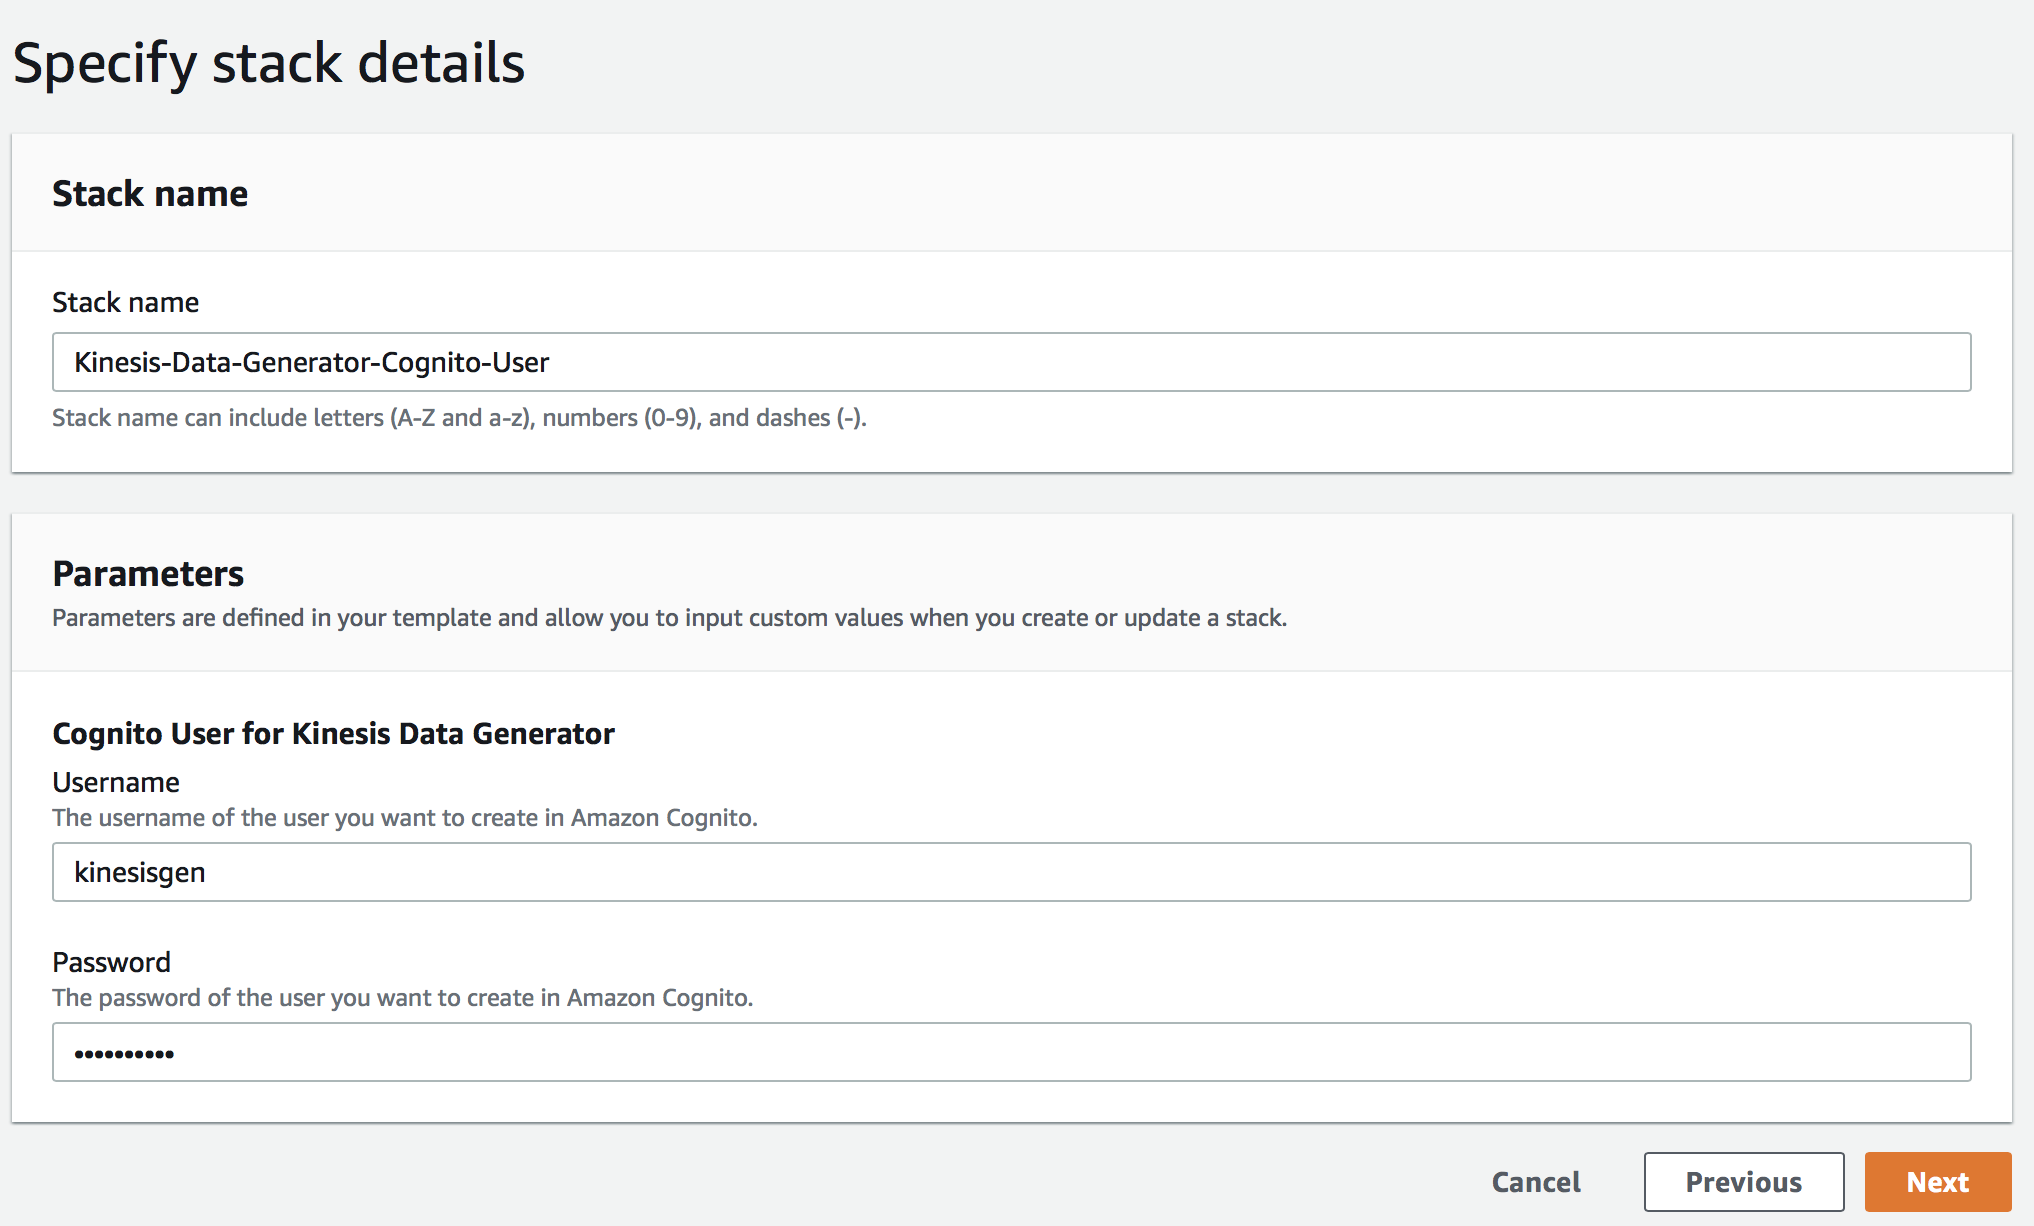 Specify stack details
Stack name
Stack name
Kinesis-Data-Generator-Cognito-User
Stack name can include letters (A-Z and a-z), numbers (0-9), and dashes (-).
Parameters
Parameters are defined in your template and allow you to input custom values when you create or update a stack.
Cognito User for Kinesis Data Generator
Username
The username of the user you want to create in Amazon Cognito.
kinesisgen
Password
The password of the user you want to create in Amazon Cognito.
••••••••••
Cancel Previous Next